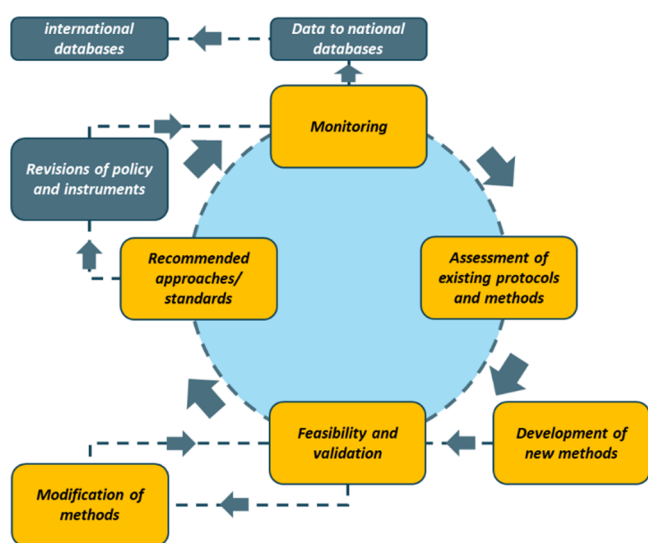 international
databases
Data to national
databases
Monitoring
Revisions of policy
and instruments
Recommended
approaches/
standards
Assessment of
existing protocols
and methods
Feasibility and
validation
Development of
new methods
Modification of
methods